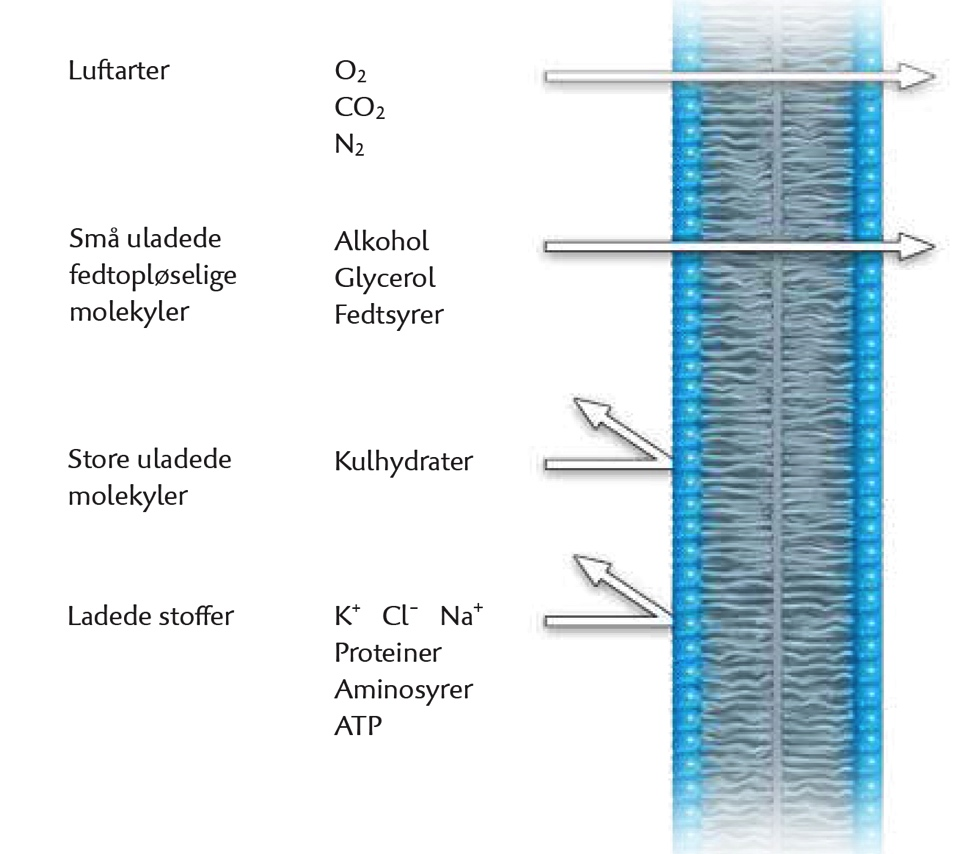 Luftarter O₂
CO₂
N₂
Små uladede Alkohol
fedtopløselige Glycerol
molekyler Fedtsyrer
Store uladede Kulhydrater
molekyler
Ladede stoffer K⁺ Cl⁻ Na⁺
Proteiner
Aminosyrer
ATP